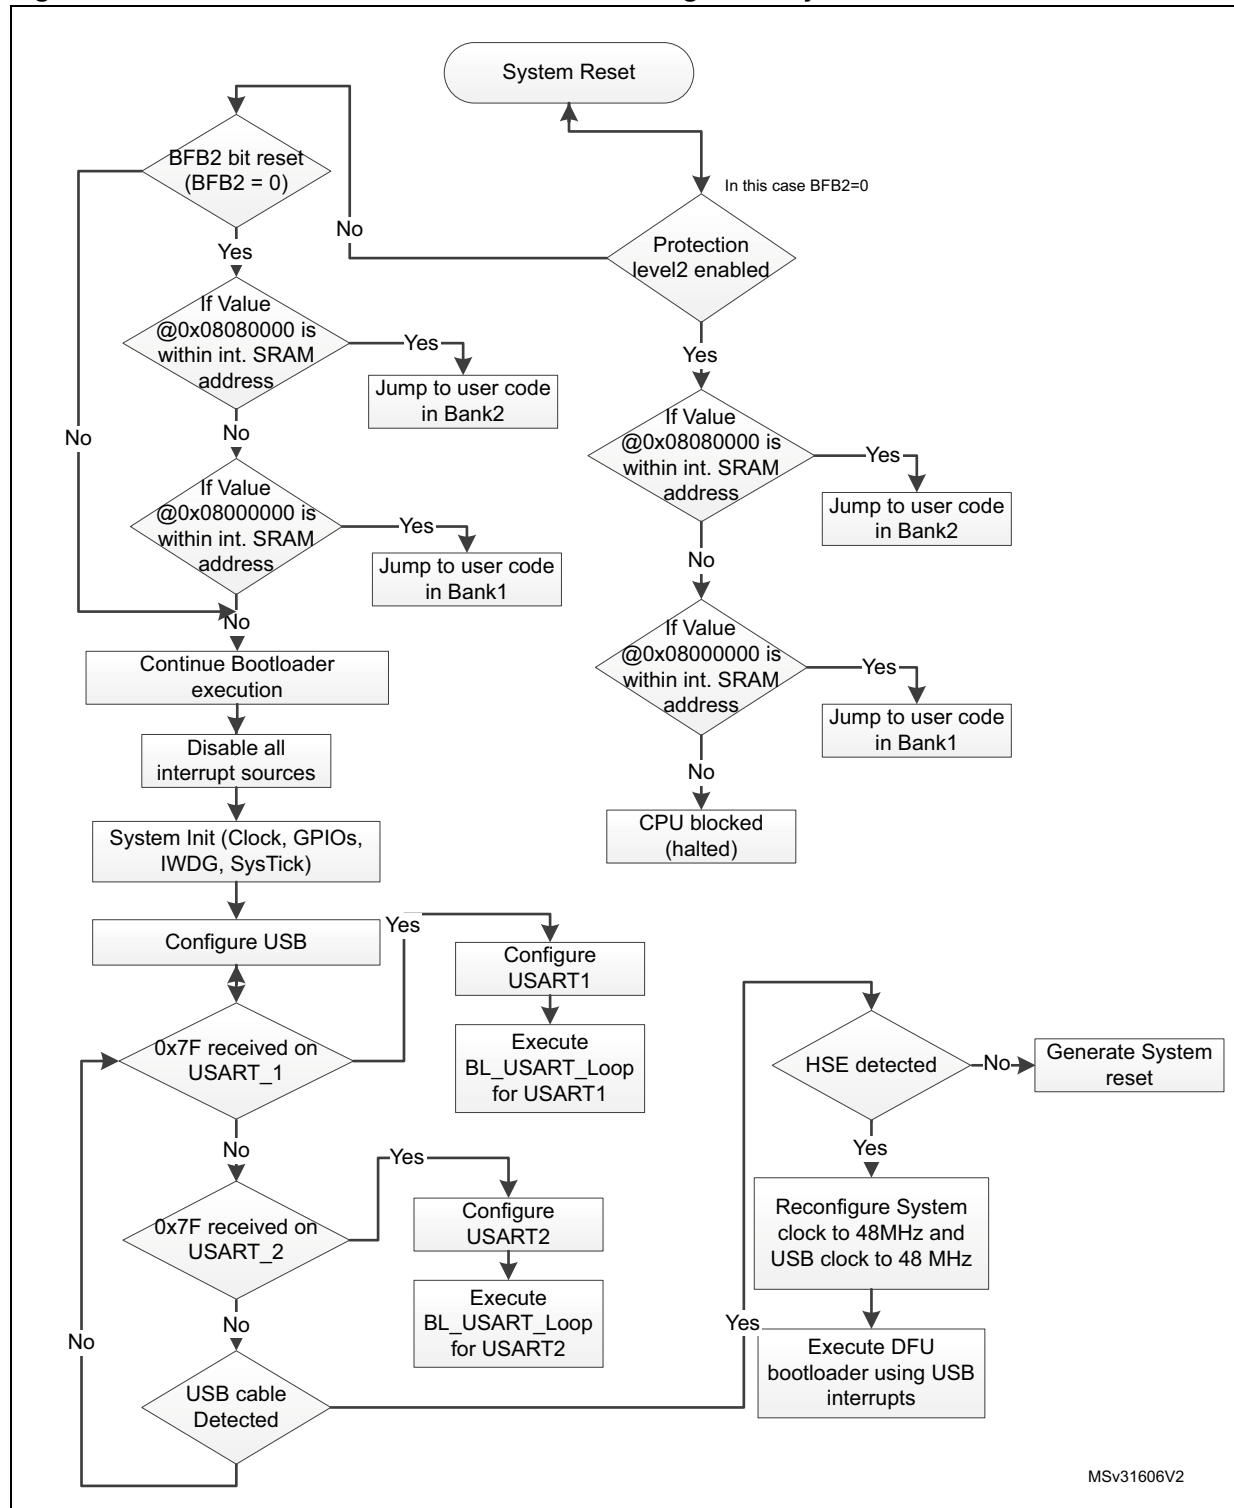 System Reset
BFB2 bit reset
(BFB2 = 0)
In this case BFB2=0
No
Protection
level2 enabled
Yes
If Value
@0x08080000 is
within int. SRAM
address
Yes
Jump to user code
in Bank2
No
No
If Value
@0x08000000 is
within int. SRAM
address
Yes
Jump to user code
in Bank1
No
Yes
If Value
@0x08080000 is
within int. SRAM
address
Yes
Jump to user code
in Bank2
No
If Value
@0x08000000 is
within int. SRAM
address
Yes
Jump to user code
in Bank1
No
CPU blocked
(halted)
Continue Bootloader
execution
Disable all
interrupt sources
System Init (Clock, GPIOs,
IWDG, SysTick)
Configure USB
Yes
Configure
USART1
0x7F received on
USART_1
Execute
BL_USART_Loop
for USART1
No
Yes
0x7F received on
USART_2
Configure
USART2
Execute
BL_USART_Loop
for USART2
No
No
USB cable
Detected
Yes
HSE detected
No
Generate System
reset
Yes
Reconfigure System
clock to 48MHz and
USB clock to 48 MHz
Execute DFU
bootloader using USB
interrupts
MSv31606V2